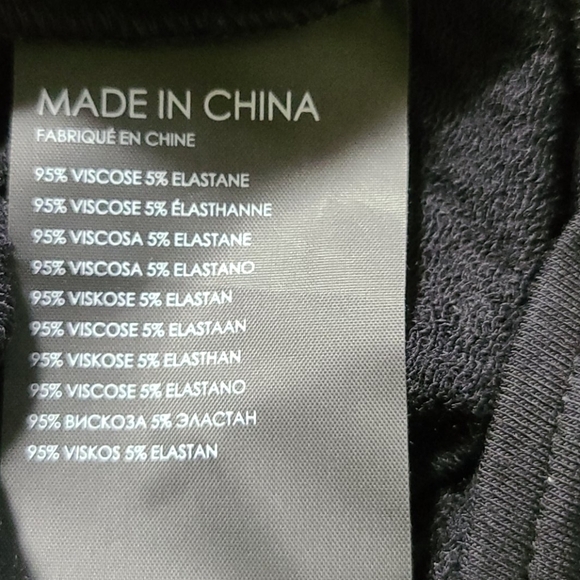 MADE IN CHINA
FABRIQUÉ EN CHINE
95% VISCOSE 5% ELASTANE
95% VISCOSE 5% ÉLASTHANNE
95% VISCOSA 5% ELASTANE
95% VISCOSA 5% ELASTANO
95% VISKOSE 5% ELASTAN
95% VISCOSE 5% ELASTAAN
95% VISKOSE 5% ELASTHAN
95% VISCOSE 5% ELASTANO
95% ВИСКОЗА 5% ЭЛАСТАН
95% VISKOS 5% ELASTAN